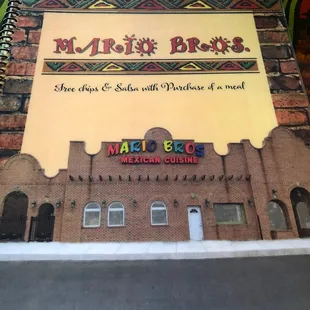 Mario Bros.
Free chips & Salsa with Purchase of a meal
MARIO BROS
MEXICAN CUISINE